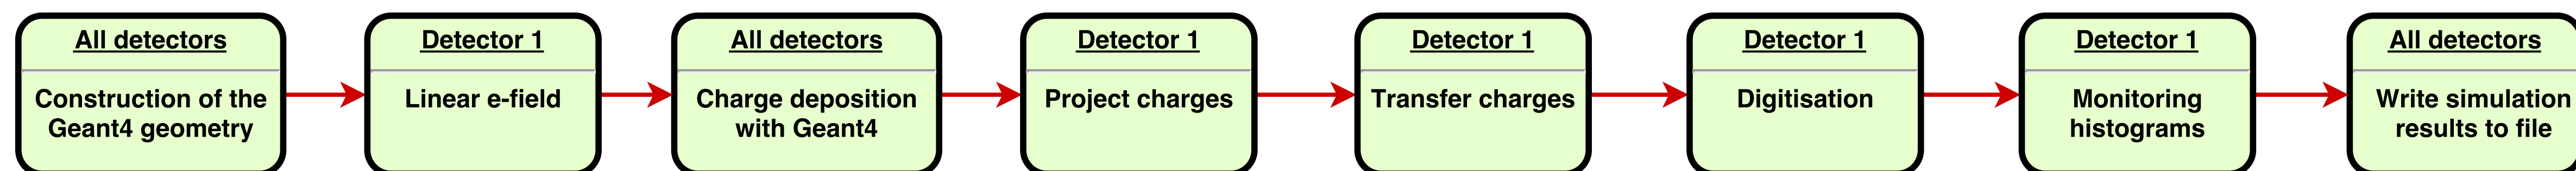 All detectors
Construction of the
Geant4 geometry
Detector 1
Linear e-field
All detectors
Charge deposition
with Geant4
Detector 1
Project charges
Detector 1
Transfer charges
Detector 1
Digitisation
Detector 1
Monitoring
histograms
All detectors
Write simulation
results to file